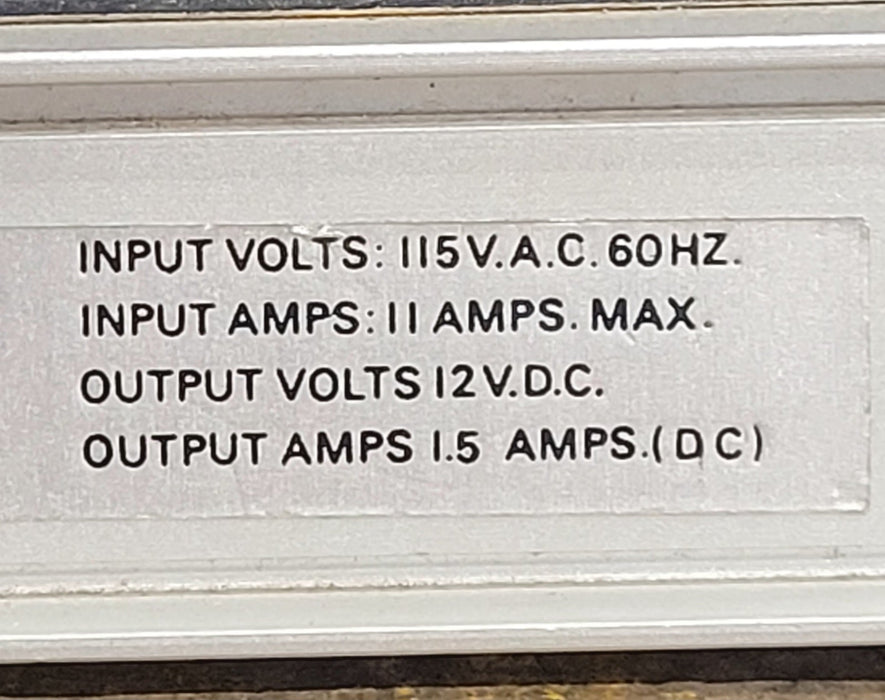 INPUT VOLTS: 115V.A.C. 60HZ.
INPUT AMPS: 11 AMPS. MAX.
OUTPUT VOLTS 12V.D.C.
OUTPUT AMPS 1.5 AMPS.(DC)